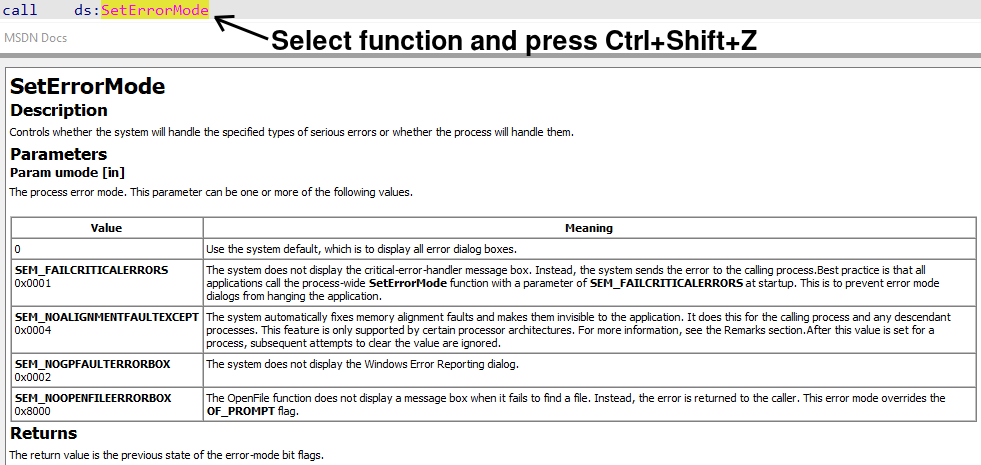 call ds:SetErrorMode
MSDN Docs
Select function and press Ctrl+Shift+Z
SetErrorMode
Description
Controls whether the system will handle the specified types of serious errors or whether the process will handle them.
Parameters
Param umode [in]
The process error mode. This parameter can be one or more of the following values.
Value Meaning
0 Use the system default, which is to display all error dialog boxes.
SEM_FAILCRITICALERRORS The system does not display the critical-error-handler message box. Instead, the system sends the error to the calling process.Best practice is that all
0x0001 applications call the process-wide SetErrorMode function with a parameter of SEM_FAILCRITICALERRORS at startup. This is to prevent error mode
dialogs from hanging the application.
SEM_NOALIGNMENTFAULTEXCEPT The system automatically fixes memory alignment faults and makes them invisible to the application. It does this for the calling process and any descendant
0x0004 processes. This feature is only supported by certain processor architectures. For more information, see the Remarks section.After this value is set for a
process, subsequent attempts to clear the value are ignored.
SEM_NOGPFAULTERRORBOX The system does not display the Windows Error Reporting dialog.
0x0002
SEM_NOOPENFILEERRORBOX The OpenFile function does not display a message box when it fails to find a file. Instead, the error is returned to the caller. This error mode overrides the
0x8000 OF_PROMPT flag.
Returns
The return value is the previous state of the error-mode bit flags.